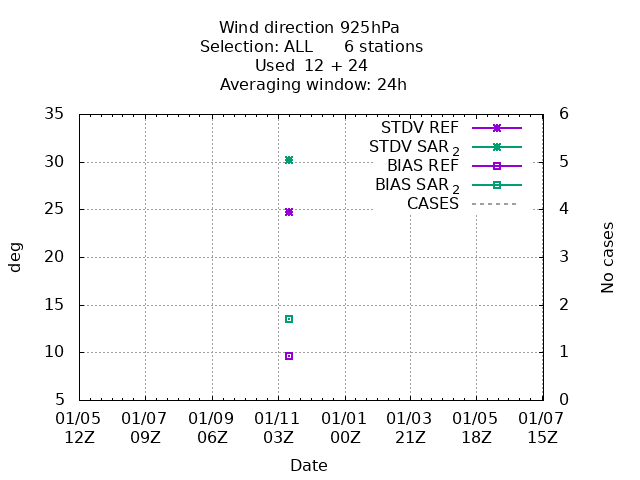 Wind direction 925hPa
Selection: ALL      6 stations
Used  12 + 24
Averaging window: 24h
35
30
25
20
15
10
5
6
5
4
3
2
1
0
deg
No cases
STDV REF
STDV SAR2
BIAS REF
BIAS SAR2
CASES
01/05 01/07 01/09 01/11 01/01 01/03 01/05 01/07
12Z 09Z 06Z 03Z 00Z 21Z 18Z 15Z
Date